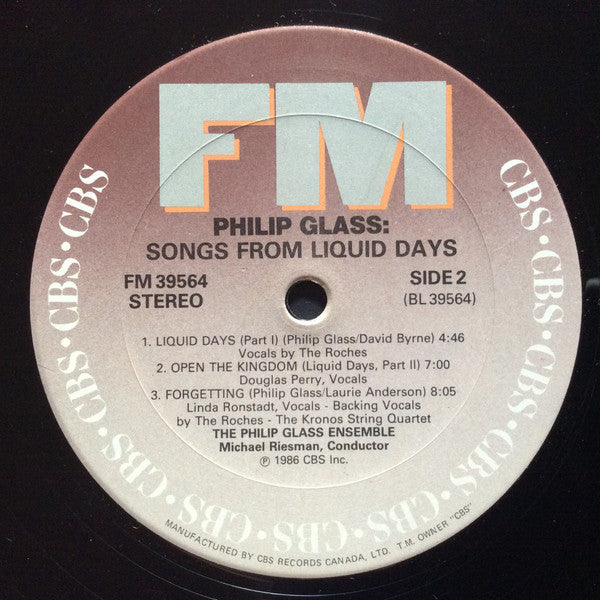 FM
PHILIP GLASS:
SONGS FROM LIQUID DAYS
FM 39564 SIDE 2
STEREO (BL 39564)
1. LIQUID DAYS (Part I) (Philip Glass/David Byrne) 4:46
Vocals by The Roches
2. OPEN THE KINGDOM (Liquid Days, Part II) 7:00
Douglas Perry, Vocals
3. FORGETTING (Philip Glass/Laurie Anderson) 8:05
Linda Ronstadt, Vocals - Backing Vocals
by The Roches - The Kronos String Quartet
THE PHILIP GLASS ENSEMBLE
Michael Riesman, Conductor
℗ 1986 CBS Inc.
CBS · CBS · CBS · CBS · CBS · CBS · CBS · CBS · CBS · CBS · CBS
MANUFACTURED BY CBS RECORDS CANADA, LTD. T.M. OWNER "CBS"